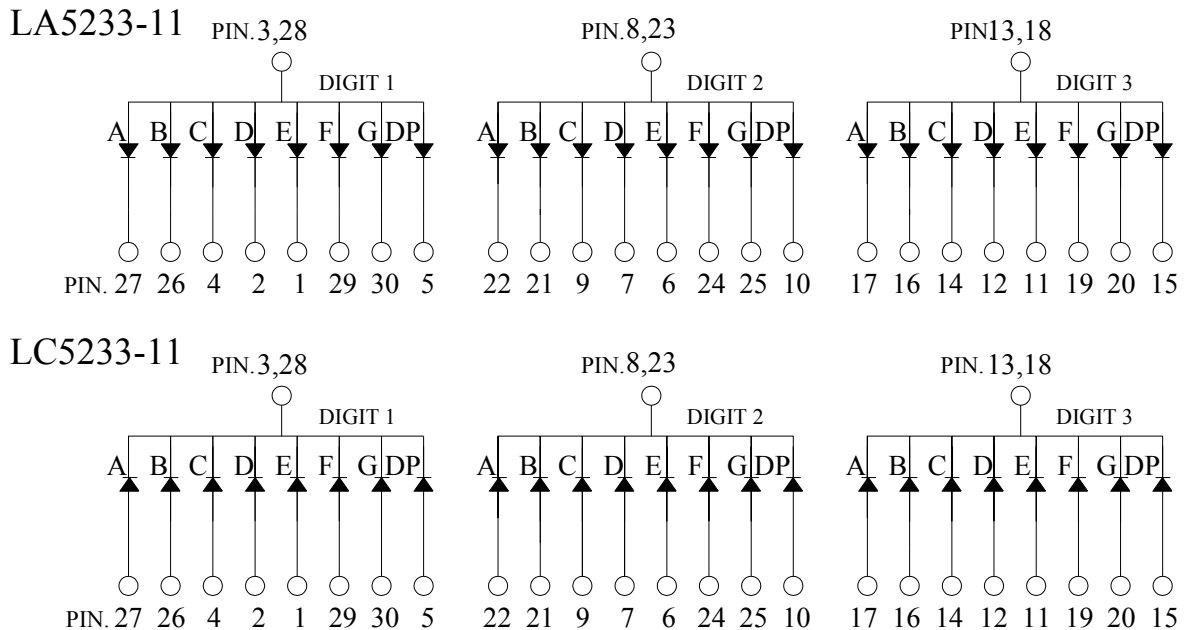 LA5233-11 PIN.3,28 PIN.8,23 PIN13,18
DIGIT 1 DIGIT 2 DIGIT 3
A B C D E F G DP A B C D E F G DP A B C D E F G DP
PIN. 27 26 4 2 1 29 30 5 22 21 9 7 6 24 25 10 17 16 14 12 11 19 20 15
LC5233-11 PIN.3,28 PIN.8,23 PIN.13,18
DIGIT 1 DIGIT 2 DIGIT 3
A B C D E F G DP A B C D E F G DP A B C D E F G DP
PIN. 27 26 4 2 1 29 30 5 22 21 9 7 6 24 25 10 17 16 14 12 11 19 20 15